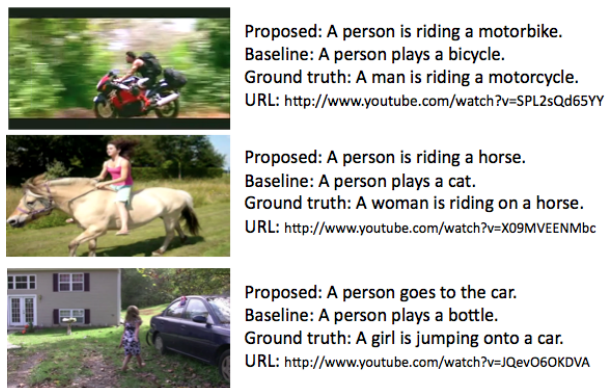 Proposed: A person is riding a motorbike.
Baseline: A person plays a bicycle.
Ground truth: A man is riding a motorcycle.
URL: http://www.youtube.com/watch?v=SPL2sQd65YY
Proposed: A person is riding a horse.
Baseline: A person plays a cat.
Ground truth: A woman is riding on a horse.
URL: http://www.youtube.com/watch?v=X09MVEENMbc
Proposed: A person goes to the car.
Baseline: A person plays a bottle.
Ground truth: A girl is jumping onto a car.
URL: http://www.youtube.com/watch?v=JQevO6OKDVA